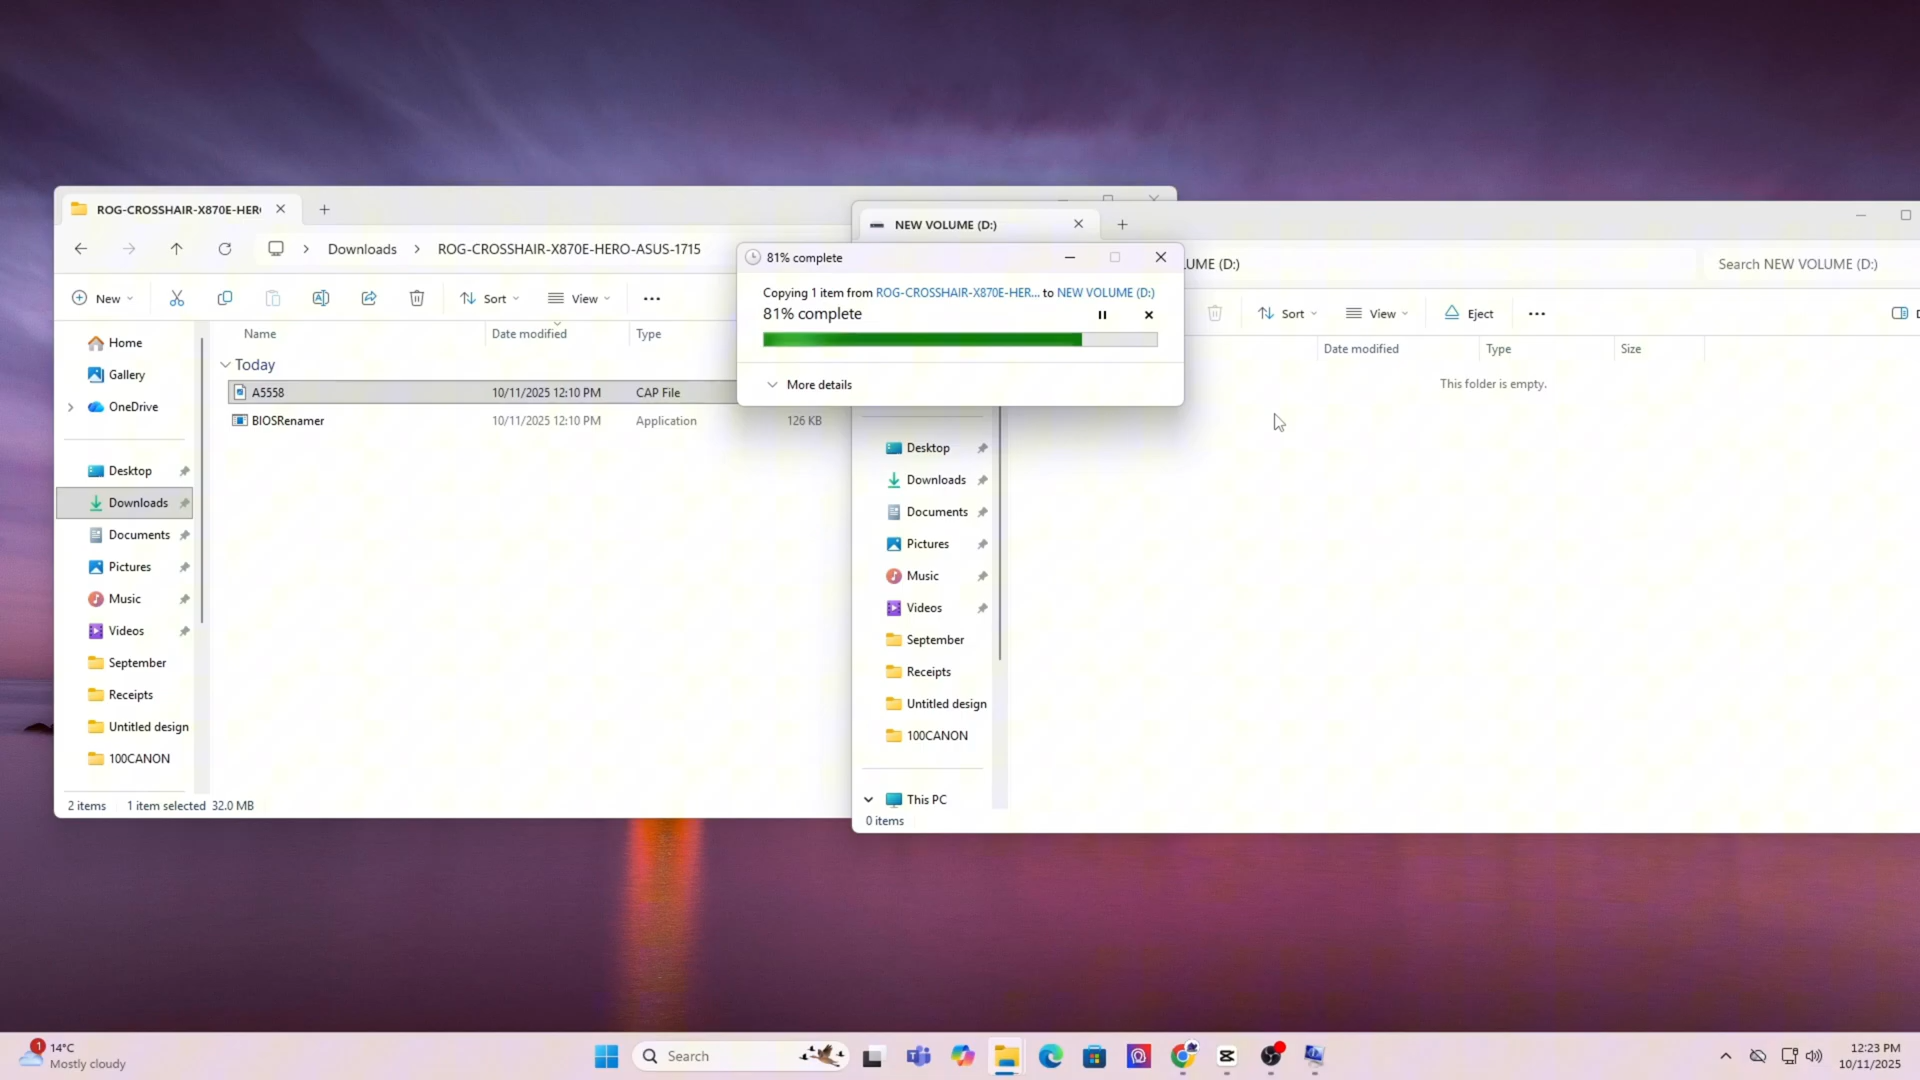 ROG-CROSSHAIR-X870E-HER
Downloads > ROG-CROSSHAIR-X870E-HERO-ASUS-1715
New
Sort
View
Name
Date modified
Type
Today
A5558
10/11/2025 12:10 PM
CAP File
BIOSRenamer
10/11/2025 12:10 PM
Application
126 KB
Home
Gallery
OneDrive
Desktop
Downloads
Documents
Pictures
Music
Videos
September
Receipts
Untitled design
100CANON
2 items
1 item selected 32.0 MB
81% complete
Copying 1 item from ROG-CROSSHAIR-X870E-HER... to NEW VOLUME (D:)
81% complete
More details
NEW VOLUME (D:)
UME (D:)
Search NEW VOLUME (D:)
Sort
View
Eject
Date modified
Type
Size
This folder is empty.
Desktop
Downloads
Documents
Pictures
Music
Videos
September
Receipts
Untitled design
100CANON
This PC
0 items
1
14°C
Mostly cloudy
Search
12:23 PM
10/11/2025